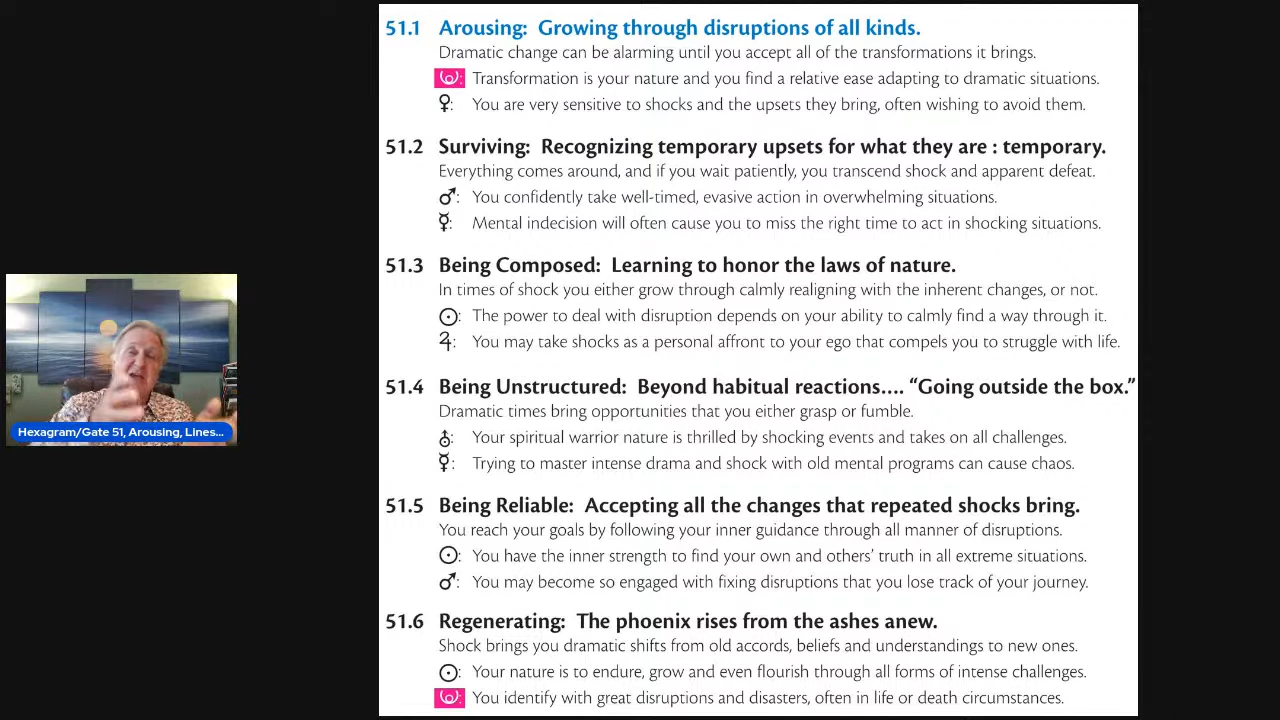 51.1 Arousing: Growing through disruptions of all kinds.
Dramatic change can be alarming until you accept all of the transformations it brings.
: Transformation is your nature and you find a relative ease adapting to dramatic situations.
♀: You are very sensitive to shocks and the upsets they bring, often wishing to avoid them.
51.2 Surviving: Recognizing temporary upsets for what they are : temporary.
Everything comes around, and if you wait patiently, you transcend shock and apparent defeat.
♂: You confidently take well-timed, evasive action in overwhelming situations.
☿: Mental indecision will often cause you to miss the right time to act in shocking situations.
51.3 Being Composed: Learning to honor the laws of nature.
In times of shock you either grow through calmly realigning with the inherent changes, or not.
☉: The power to deal with disruption depends on your ability to calmly find a way through it.
♃: You may take shocks as a personal affront to your ego that compels you to struggle with life.
51.4 Being Unstructured: Beyond habitual reactions.... “Going outside the box.”
Dramatic times bring opportunities that you either grasp or fumble.
⛢: Your spiritual warrior nature is thrilled by shocking events and takes on all challenges.
☿: Trying to master intense drama and shock with old mental programs can cause chaos.
51.5 Being Reliable: Accepting all the changes that repeated shocks bring.
You reach your goals by following your inner guidance through all manner of disruptions.
☉: You have the inner strength to find your own and others’ truth in all extreme situations.
♂: You may become so engaged with fixing disruptions that you lose track of your journey.
51.6 Regenerating: The phoenix rises from the ashes anew.
Shock brings you dramatic shifts from old accords, beliefs and understandings to new ones.
☉: Your nature is to endure, grow and even flourish through all forms of intense challenges.
: You identify with great disruptions and disasters, often in life or death circumstances.
Hexagram/Gate 51, Arousing, Lines...